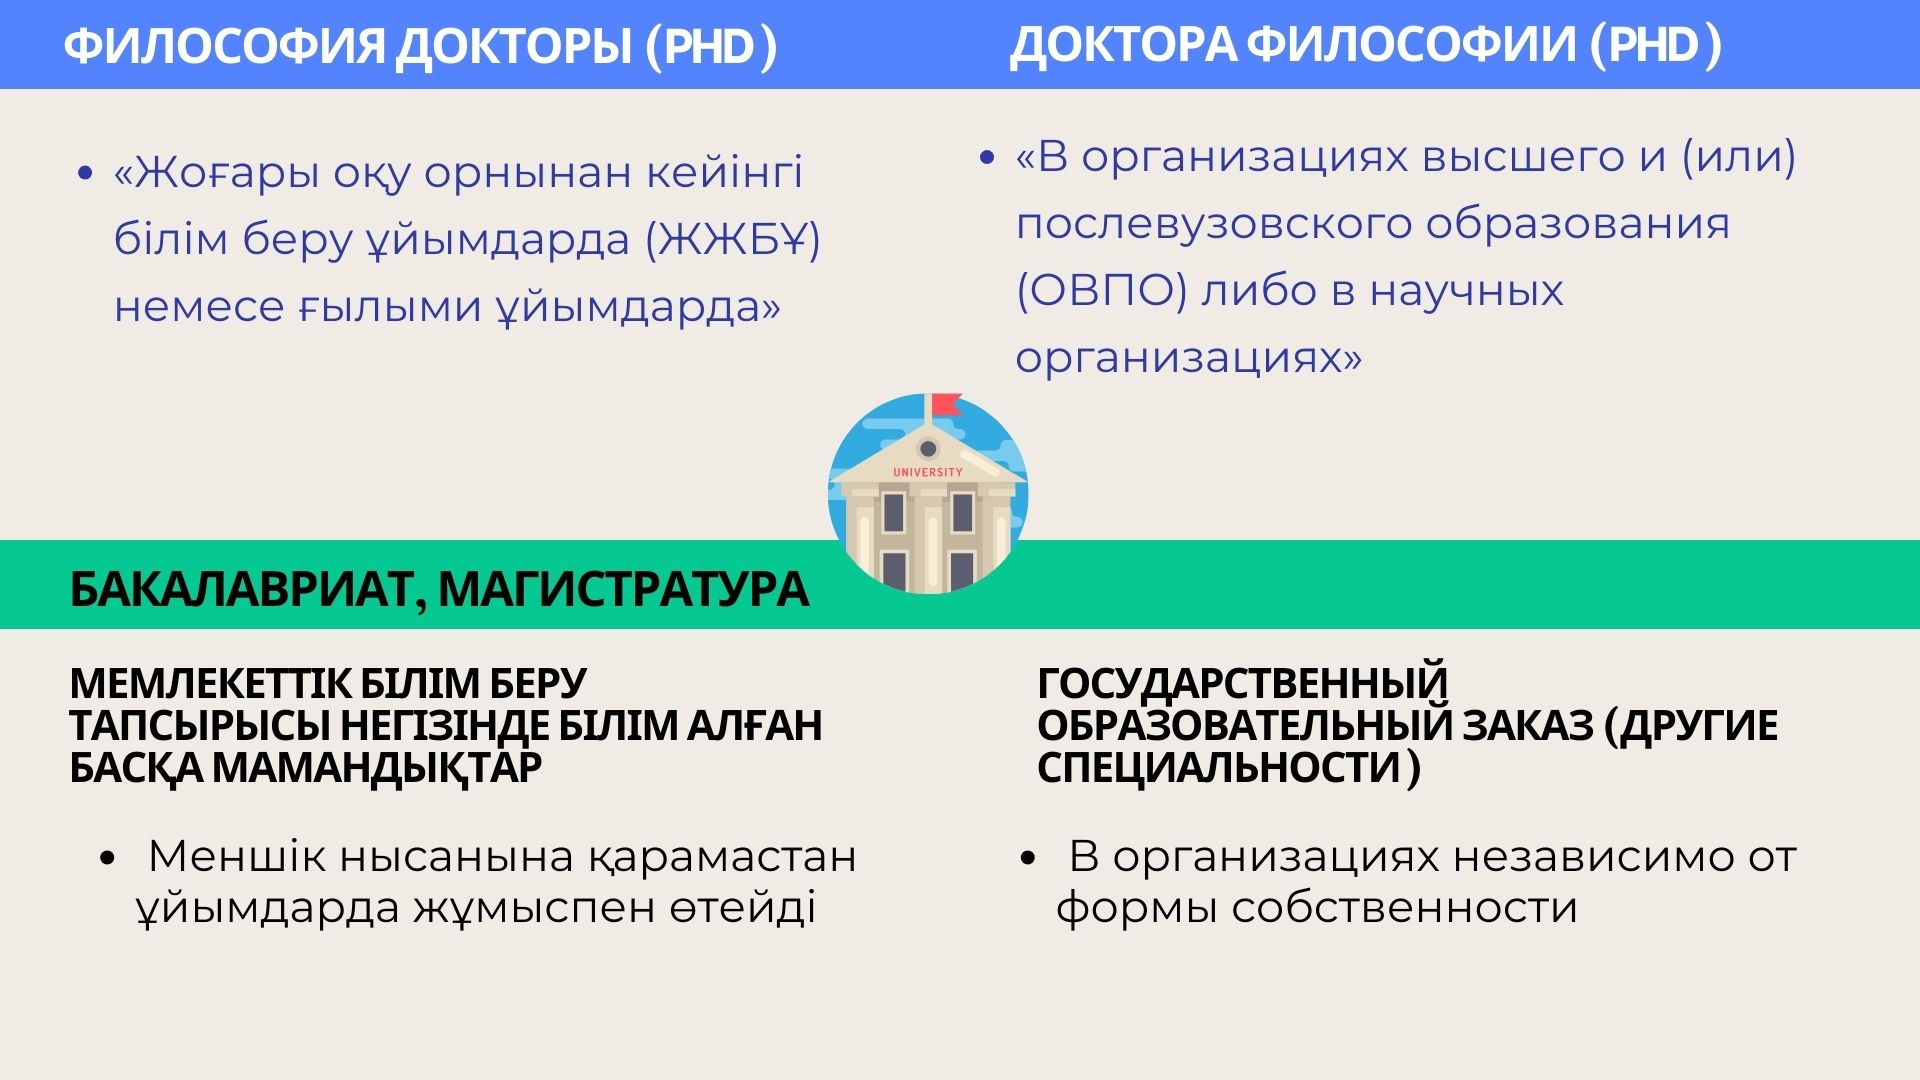 ФИЛОСОФИЯ ДОКТОРЫ (PHD)
ДОКТОРА ФИЛОСОФИИ (PHD)
• «Жоғары оқу орнынан кейінгі
білім беру ұйымдарда (ЖЖБҰ)
немесе ғылыми ұйымдарда»
• «В организациях высшего и (или)
послевузовского образования
(ОВПО) либо в научных
организациях»
UNIVERSITY
БАКАЛАВРИАТ, МАГИСТРАТУРА
МЕМЛЕКЕТТІК БІЛІМ БЕРУ
ТАПСЫРЫСЫ НЕГІЗІНДЕ БІЛІМ АЛҒАН
БАСҚА МАМАНДЫҚТАР
• Меншік нысанына қарамастан
ұйымдарда жұмыспен өтейді
ГОСУДАРСТВЕННЫЙ
ОБРАЗОВАТЕЛЬНЫЙ ЗАКАЗ (ДРУГИЕ
СПЕЦИАЛЬНОСТИ)
• В организациях независимо от
формы собственности